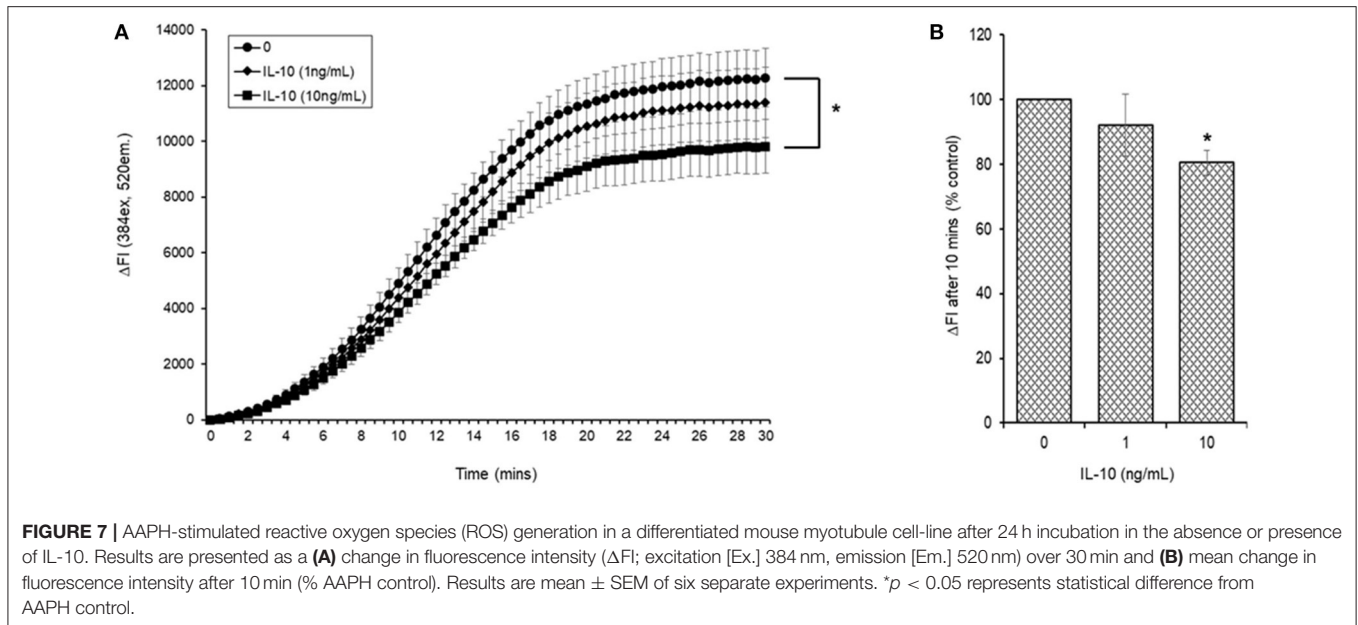 A
14000
12000
10000
8000
6000
4000
2000
0
ΔFI (384ex, 520em.)
0
IL-10 (1ng/mL)
IL-10 (10ng/mL)
*
0 2 4 6 8 10 12 14 16 18 20 22 24 26 28 30
Time (mins)
B
120
100
80
60
40
20
0
ΔFI after 10 mins (% control)
*
0 1 10
IL-10 (ng/mL)
FIGURE 7 | AAPH-stimulated reactive oxygen species (ROS) generation in a differentiated mouse myotubule cell-line after 24 h incubation in the absence or presence
of IL-10. Results are presented as a (A) change in fluorescence intensity (ΔFI; excitation [Ex.] 384 nm, emission [Em.] 520 nm) over 30 min and (B) mean change in
fluorescence intensity after 10 min (% AAPH control). Results are mean ± SEM of six separate experiments. *p < 0.05 represents statistical difference from
AAPH control.